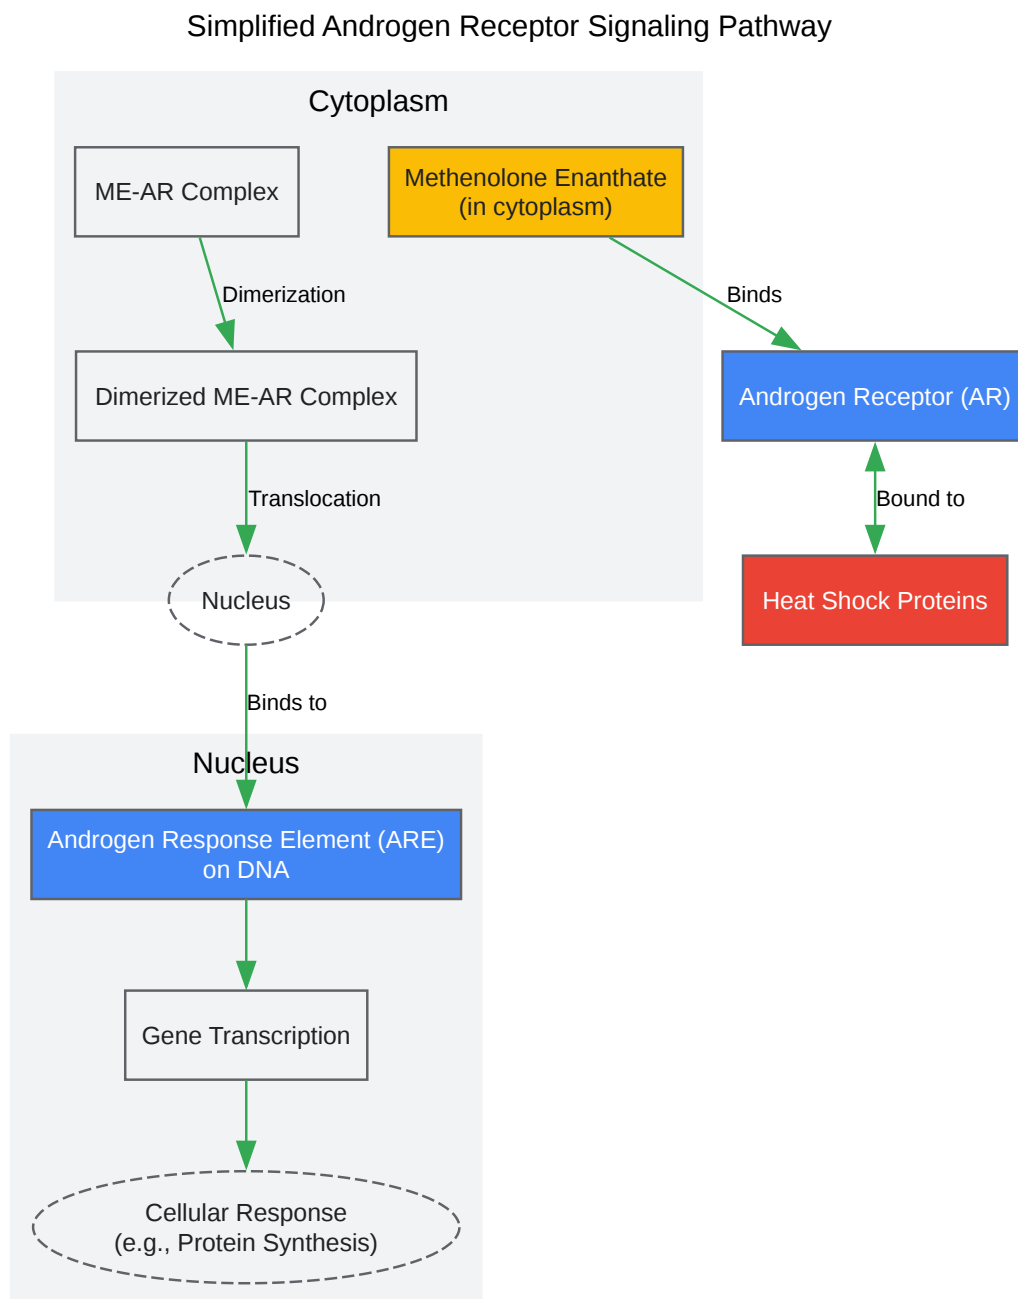 Simplified Androgen Receptor Signaling Pathway
Cytoplasm
ME-AR Complex
Methenolone Enanthate
(in cytoplasm)
Dimerization
Binds
Dimerized ME-AR Complex
Androgen Receptor (AR)
Translocation
Bound to
Nucleus
Heat Shock Proteins
Binds to
Nucleus
Androgen Response Element (ARE)
on DNA
Gene Transcription
Cellular Response
(e.g., Protein Synthesis)